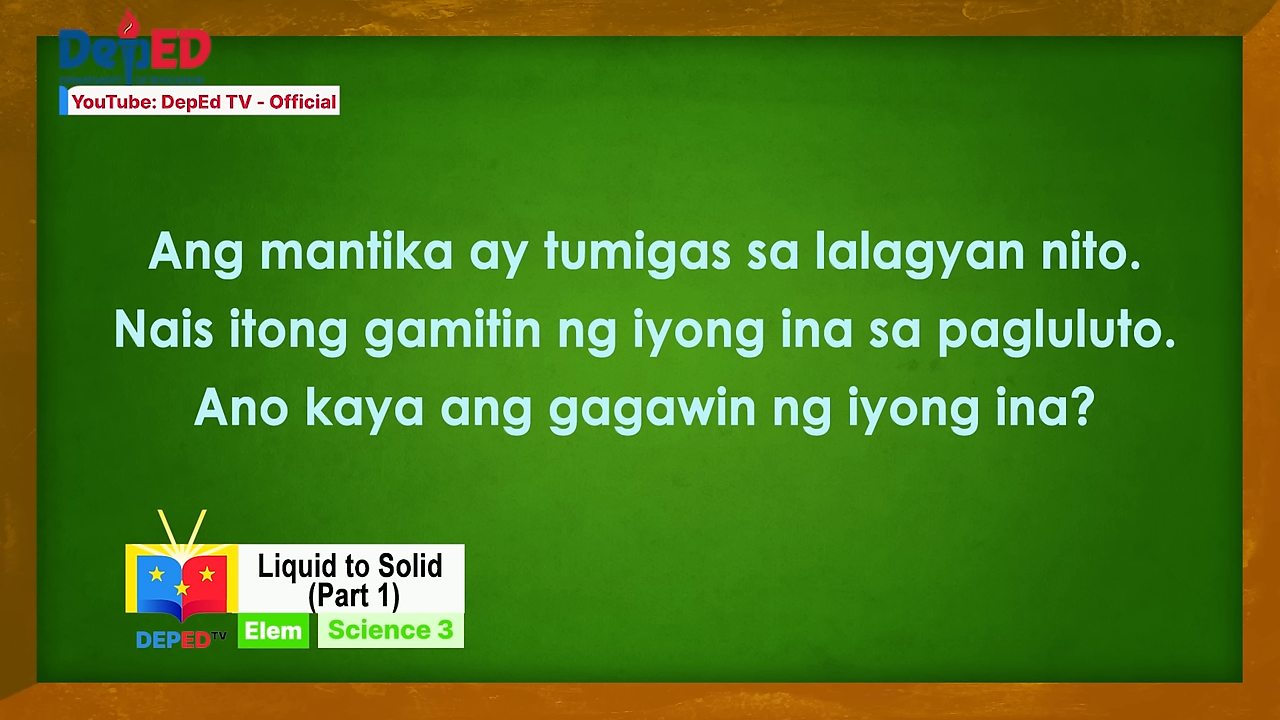 DepED
YouTube: DepEd TV - Official
Ang mantika ay tumigas sa lalagyan nito.
Nais itong gamitin ng iyong ina sa pagluluto.
Ano kaya ang gagawin ng iyong ina?
Liquid to Solid
(Part 1)
DEPED TV
Elem
Science 3